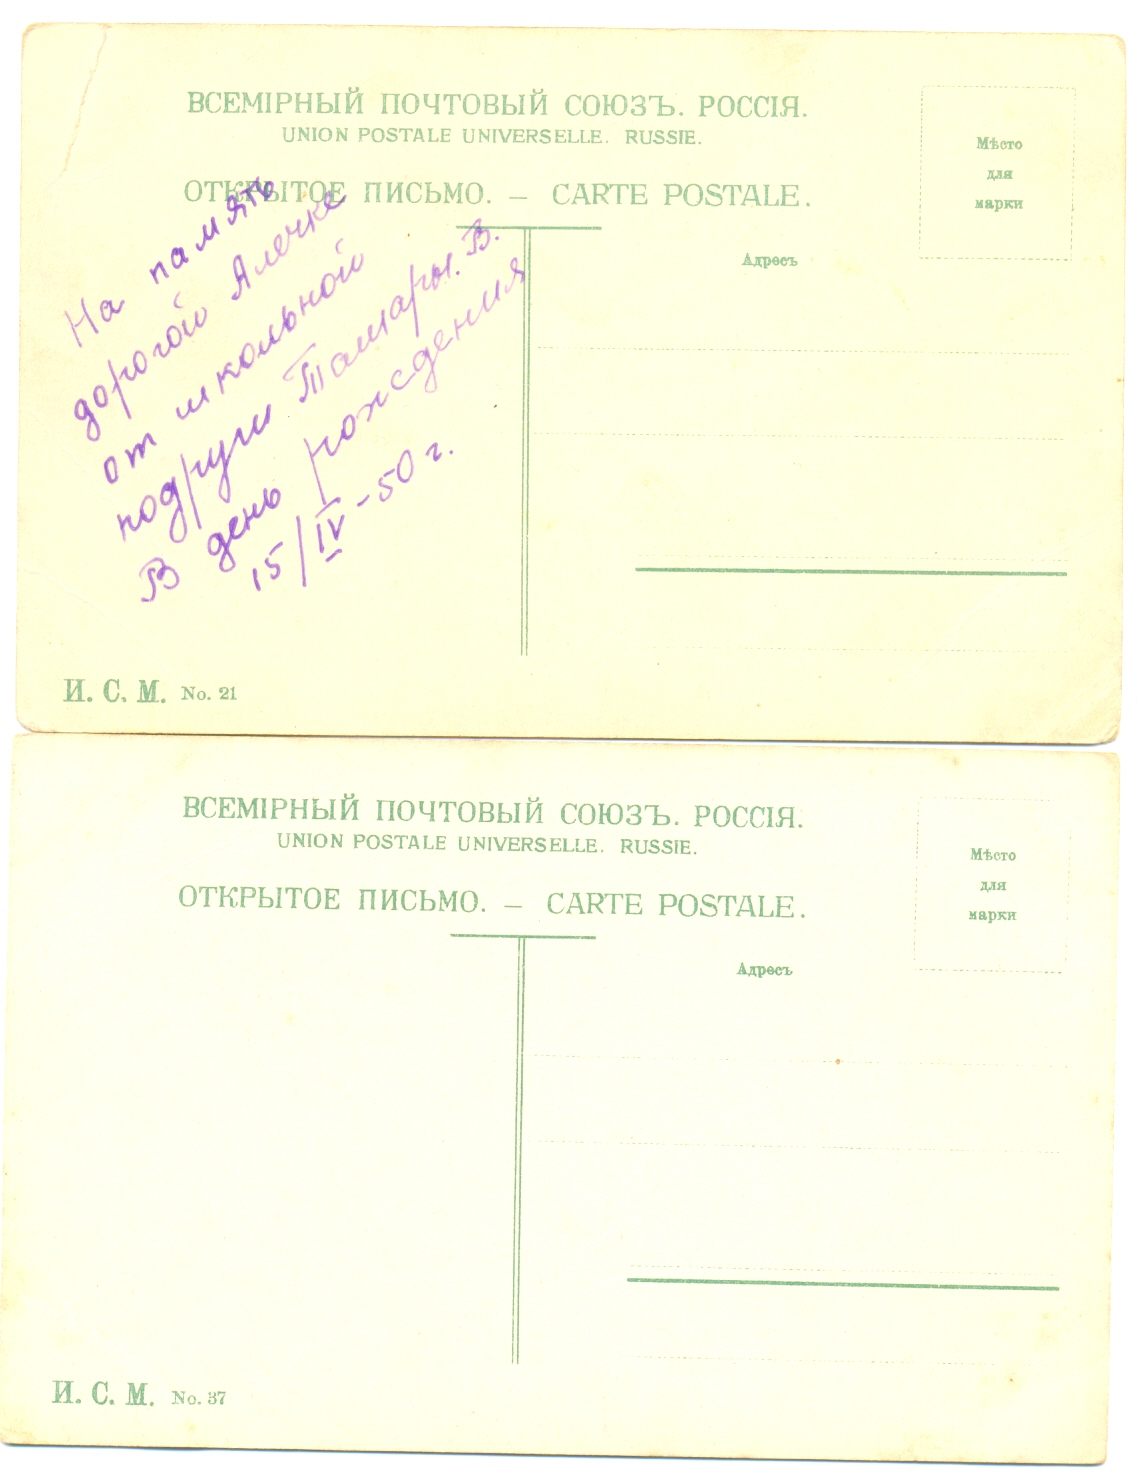 ВСЕМІРНЫЙ ПОЧТОВЫЙ СОЮЗЪ. РОССІЯ.
UNION POSTALE UNIVERSELLE. RUSSIE.
ОТКРЫТОЕ ПИСЬМО. — CARTE POSTALE.
Мѣсто
для
марки
Адресъ
На память
дорогой Алечке
от школьной
подруги Тамары. В.
В день рождения
15/IV-50 г.
И. С. М. No. 21
ВСЕМІРНЫЙ ПОЧТОВЫЙ СОЮЗЪ. РОССІЯ.
UNION POSTALE UNIVERSELLE. RUSSIE.
ОТКРЫТОЕ ПИСЬМО. — CARTE POSTALE.
Мѣсто
для
марки
Адресъ
И. С. М. No. 37